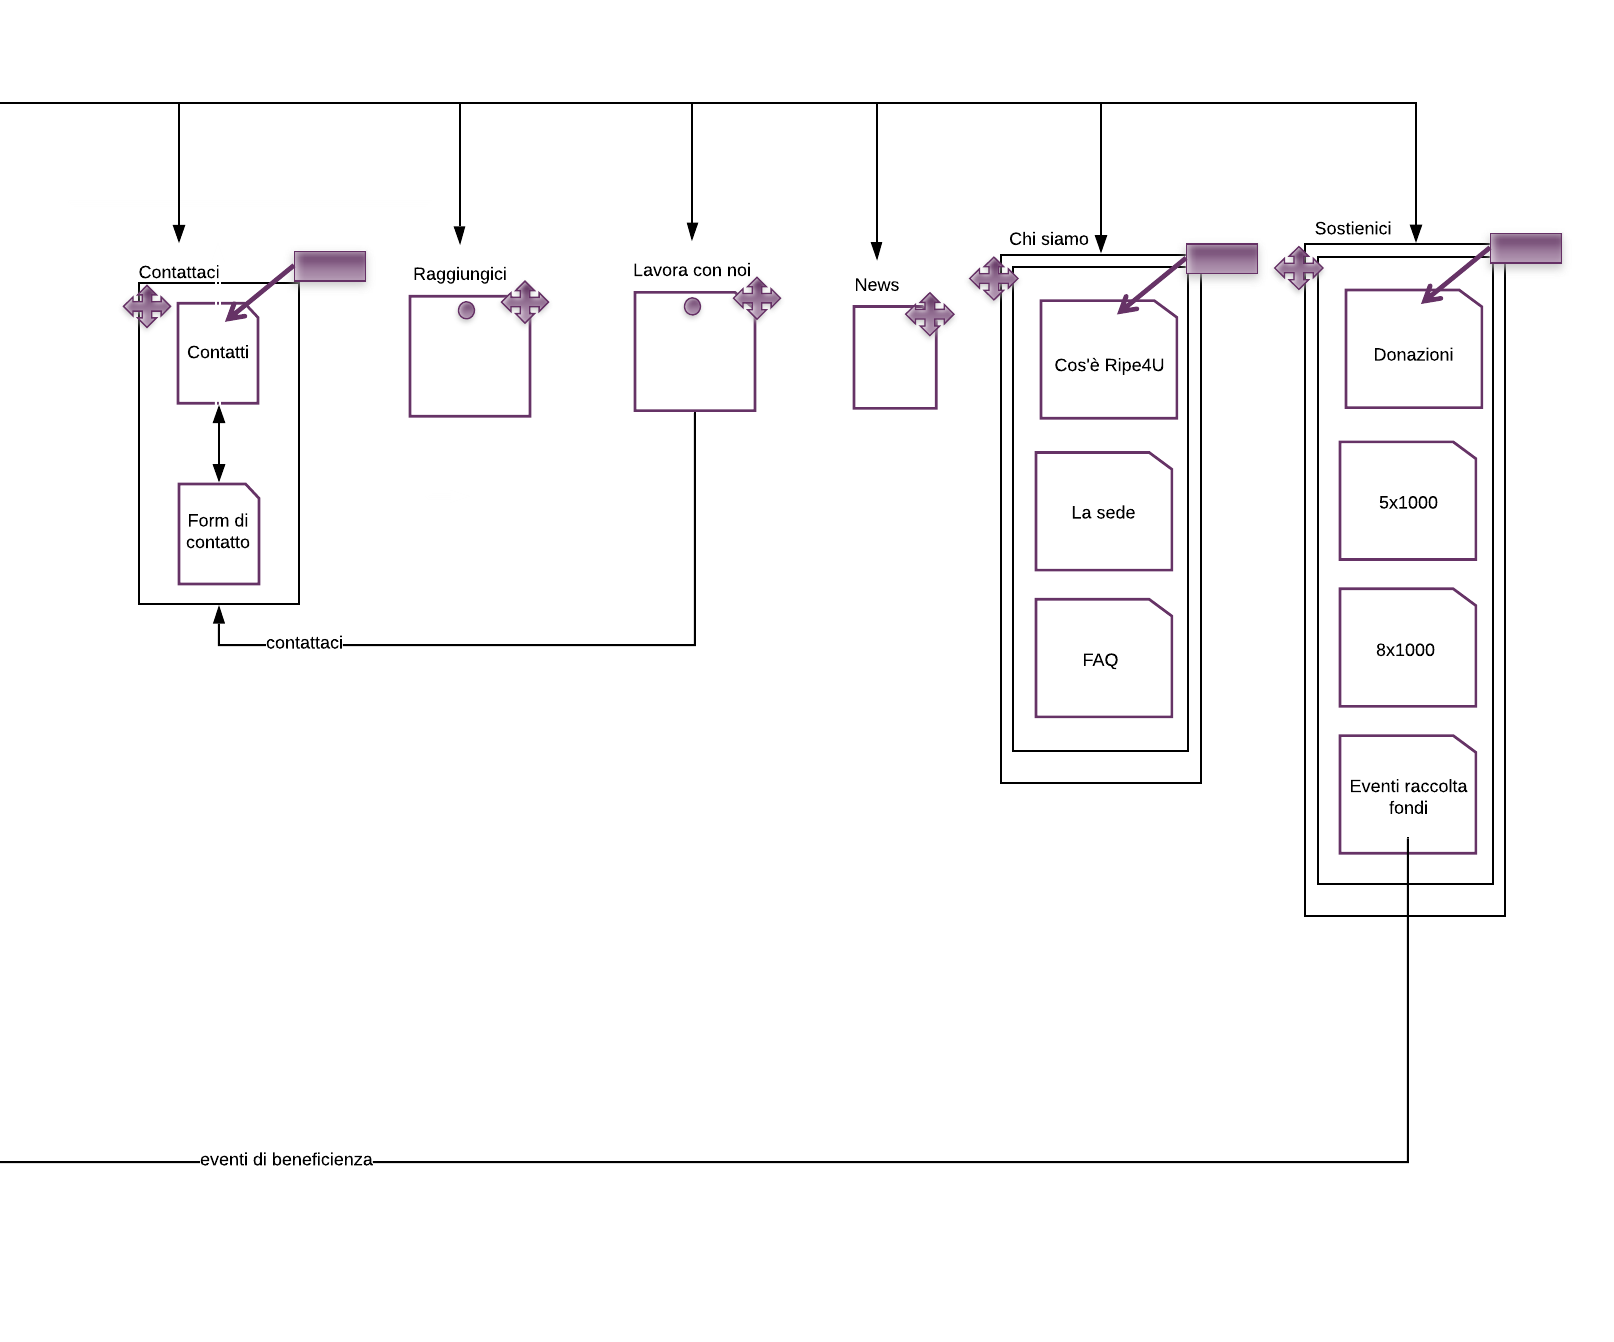 Contattaci
Contatti
Form di
contatto
contattaci
Raggiungici
Lavora con noi
News
Chi siamo
Cos'è Ripe4U
La sede
FAQ
Sostienici
Donazioni
5x1000
8x1000
Eventi raccolta
fondi
eventi di beneficienza